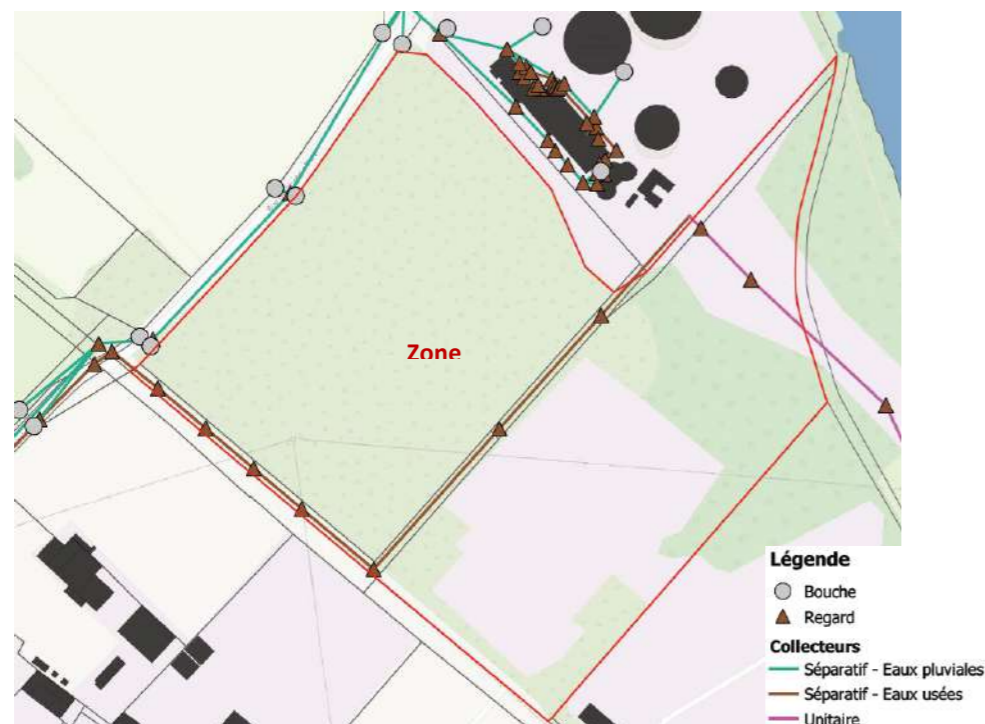 Zone
Légende
Bouche
Regard
Collecteurs
Séparatif - Eaux pluviales
Séparatif - Eaux usées
Unitaire